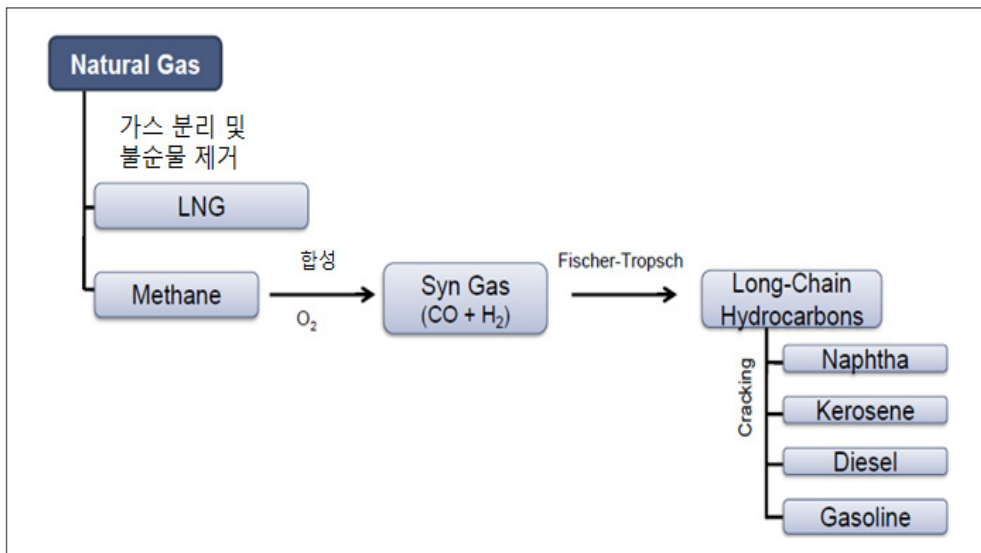 Natural Gas
가스 분리 및
불순물 제거
LNG
Methane
합성
O₂
Syn Gas
(CO + H₂)
Fischer-Tropsch
Long-Chain
Hydrocarbons
Cracking
Naphtha
Kerosene
Diesel
Gasoline